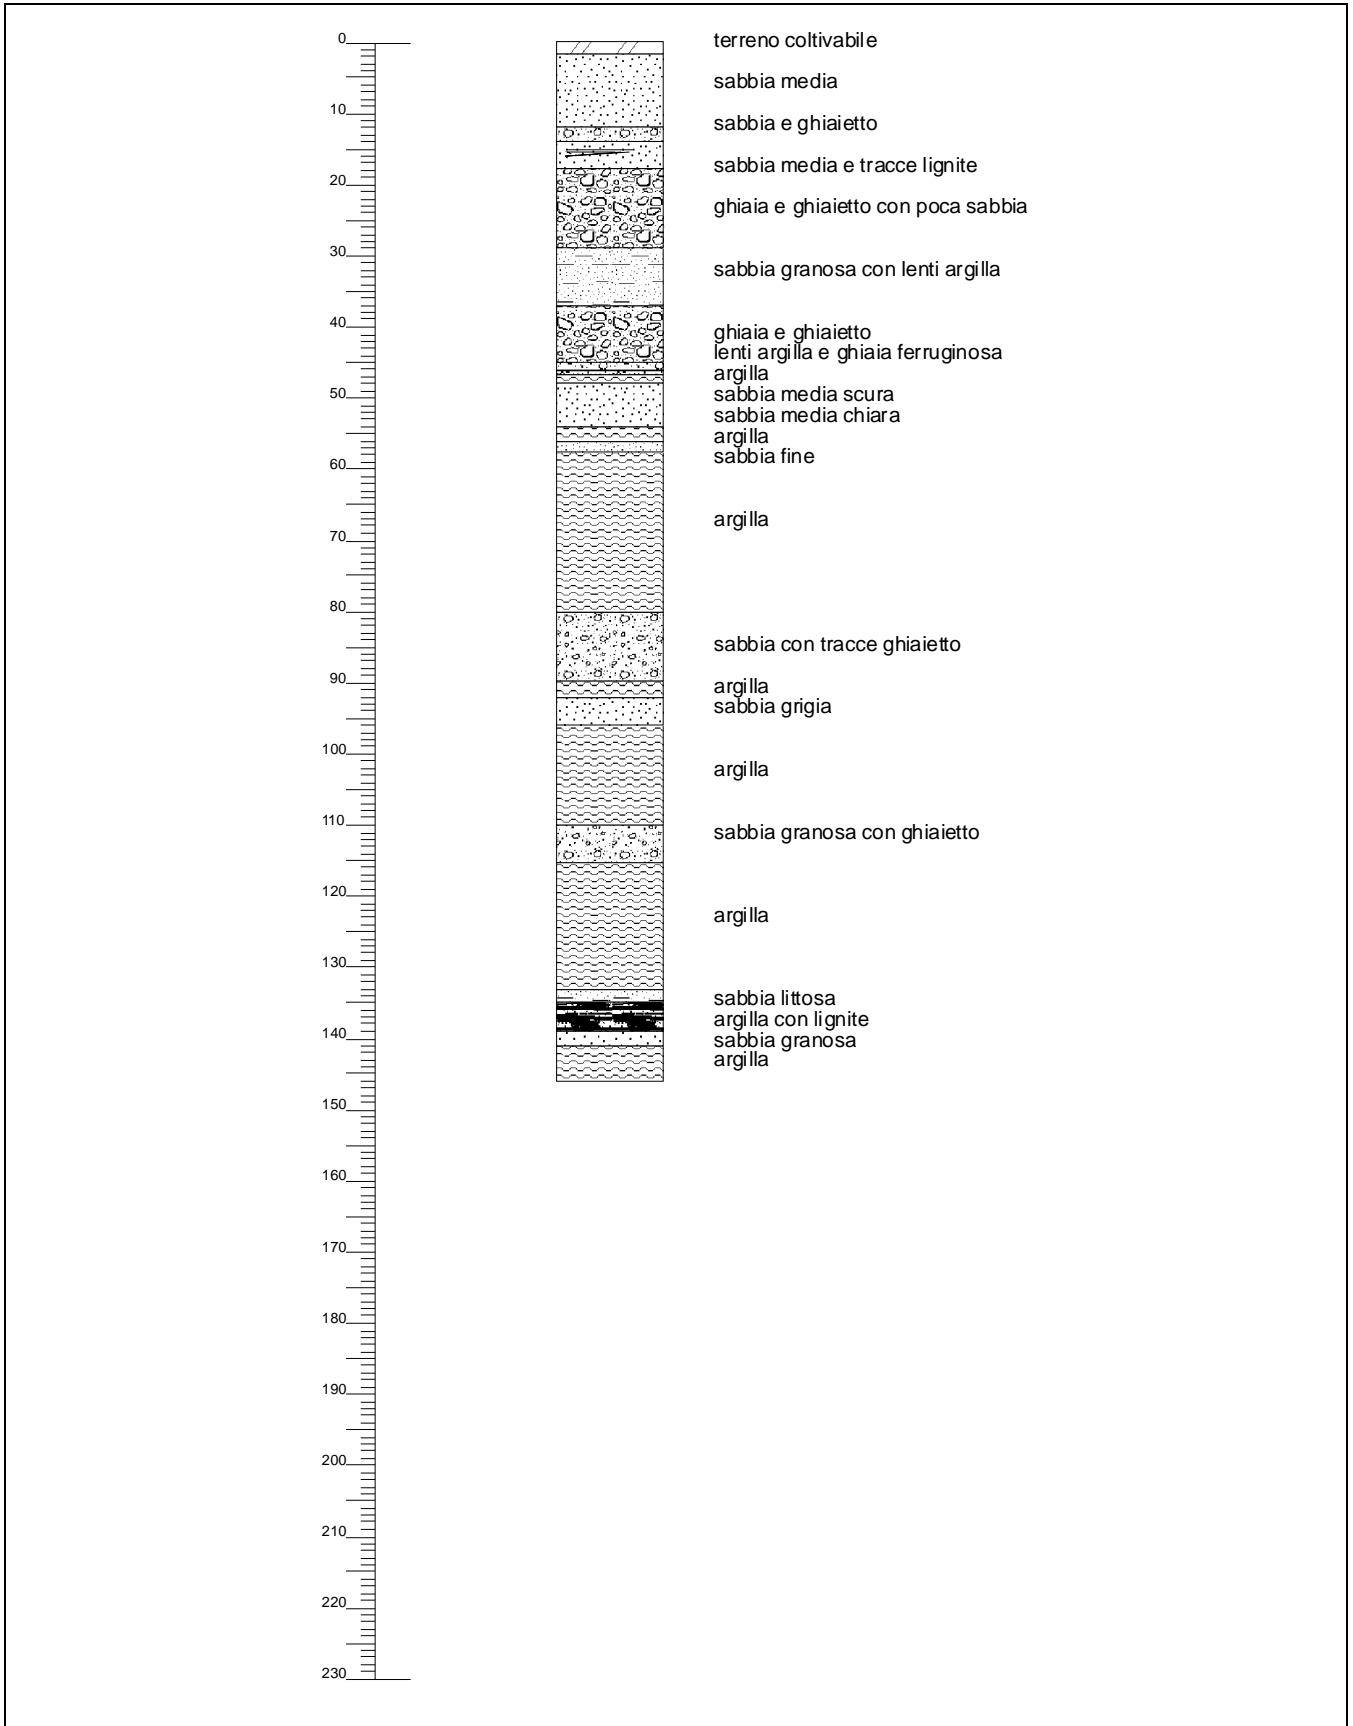 0
terreno coltivabile
sabbia media
10
sabbia e ghiaietto
sabbia media e tracce lignite
20
ghiaia e ghiaietto con poca sabbia
30
sabbia granosa con lenti argilla
40
ghiaia e ghiaietto
lenti argilla e ghiaia ferruginosa
argilla
50
sabbia media scura
sabbia media chiara
argilla
sabbia fine
60
argilla
70
80
sabbia con tracce ghiaietto
90
argilla
sabbia grigia
100
argilla
110
sabbia granosa con ghiaietto
120
argilla
130
sabbia littosa
argilla con lignite
140
sabbia granosa
argilla
150
160
170
180
190
200
210
220
230